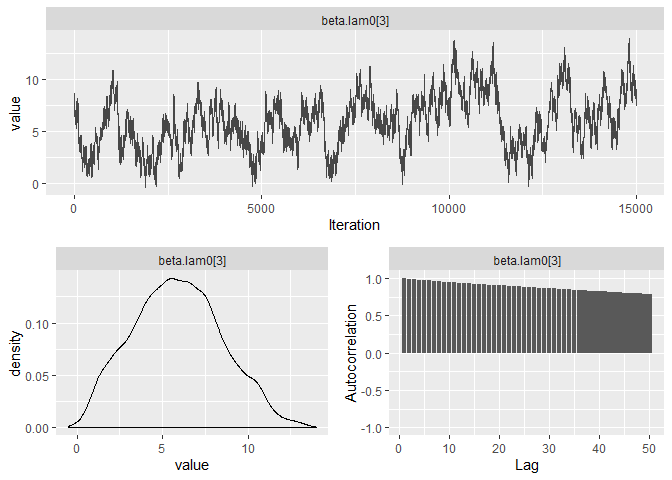 beta.lam0[3]
value
10
5
0
0
5000
10000
15000
Iteration
beta.lam0[3]
density
0.10
0.05
0.00
0
5
10
value
beta.lam0[3]
Autocorrelation
1.0
0.5
0.0
-0.5
-1.0
0
10
20
30
40
50
Lag